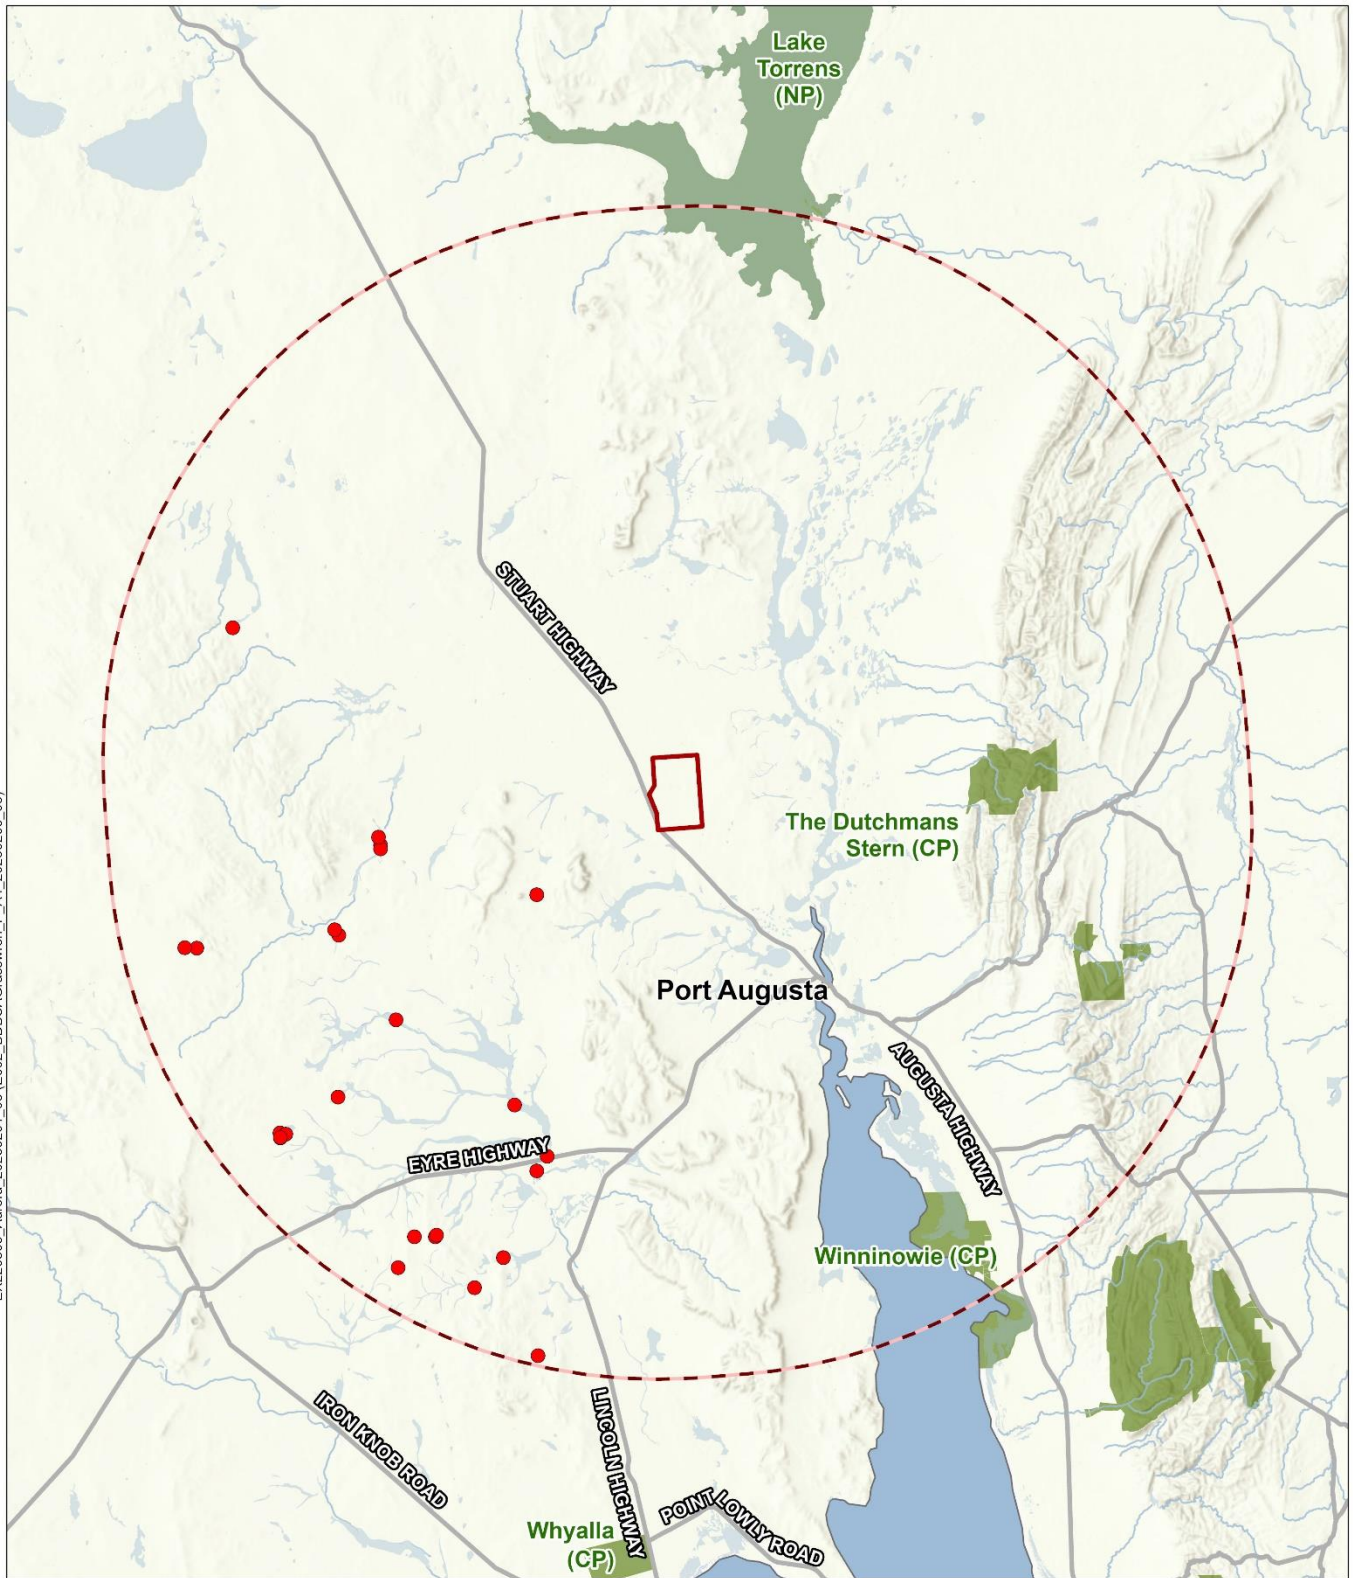 Lake
Torrens
(NP)
STUART HIGHWAY
The Dutchmans
Stern (CP)
Port Augusta
AUGUSTA HIGHWAY
EYRE HIGHWAY
Winninowie (CP)
IRON KNOB ROAD
LINCOLN HIGHWAY
POINT LOWLY ROAD
Whyalla
(CP)